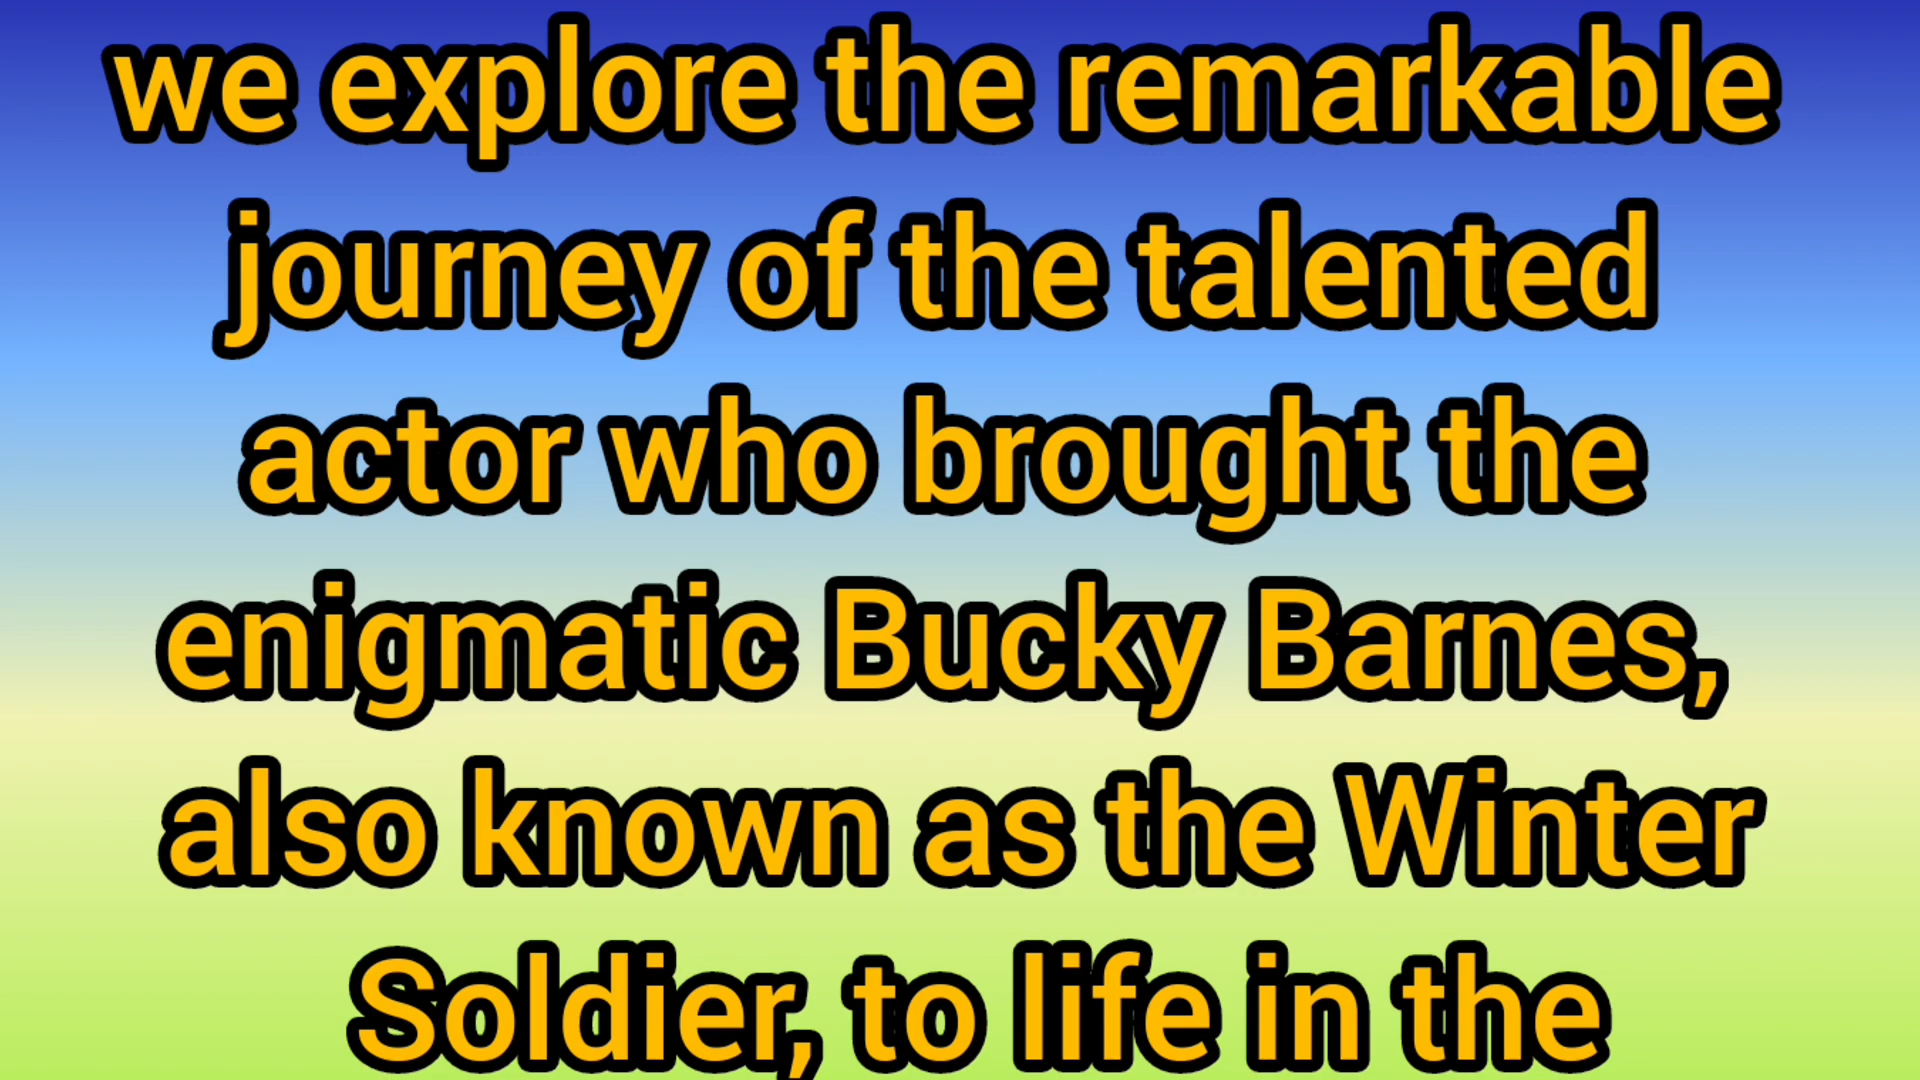 we explore the remarkable
journey of the talented
actor who brought the
enigmatic Bucky Barnes,
also known as the Winter
Soldier, to life in the